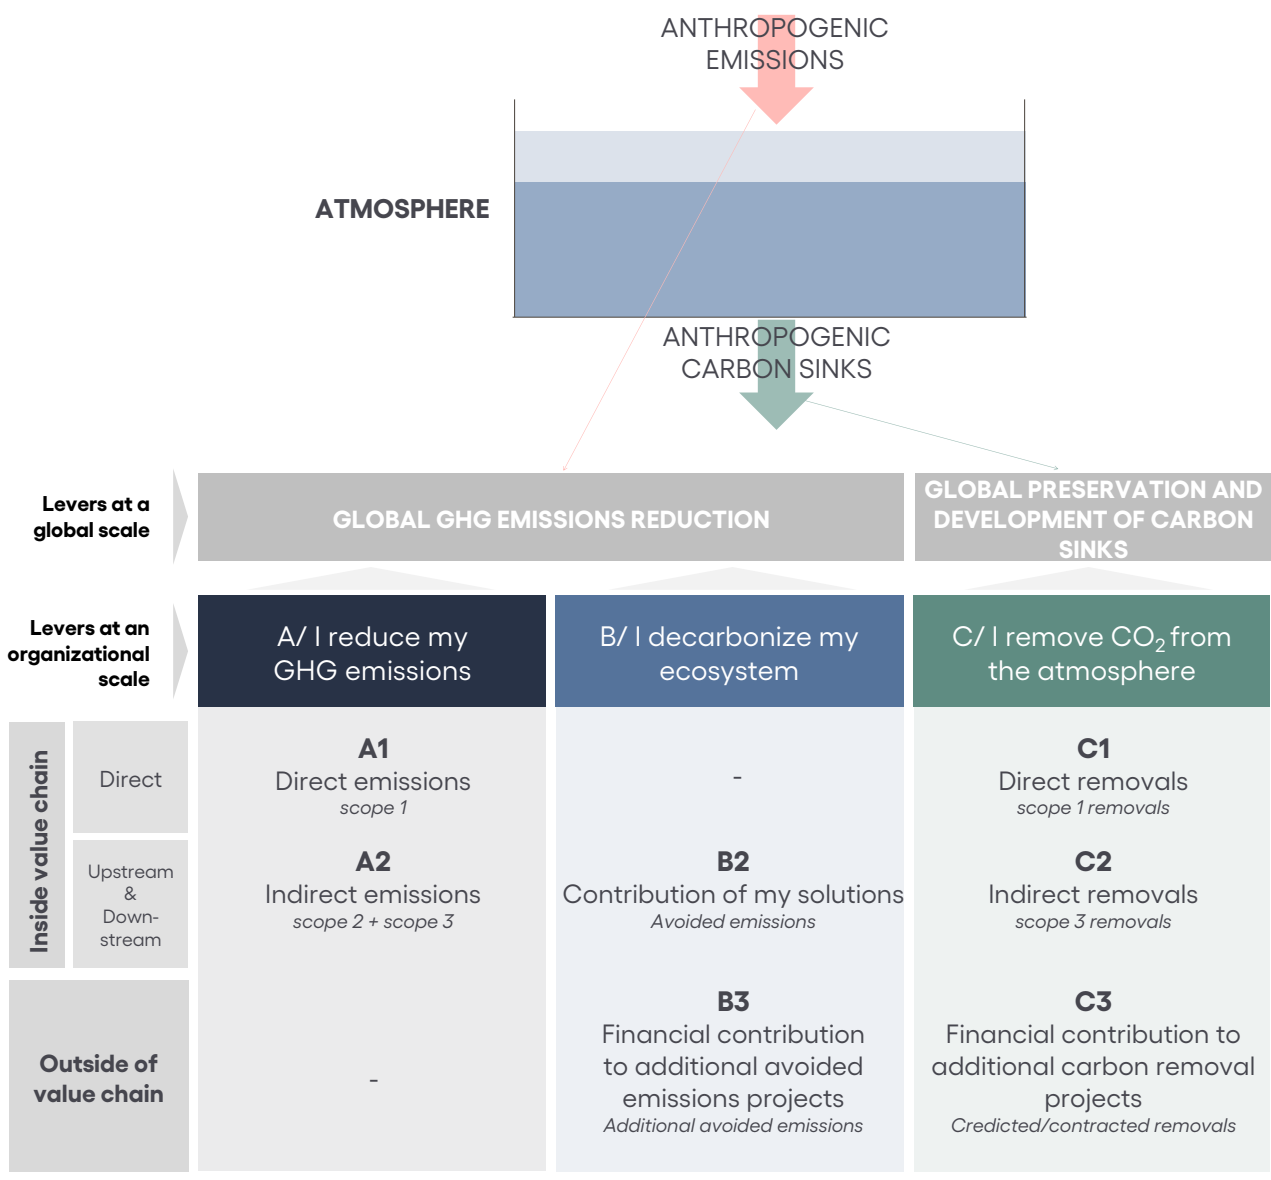 ANTHROPOGENIC
EMISSIONS
ATMOSPHERE
ANTHROPOGENIC
CARBON SINKS
Levers at a
global scale
GLOBAL GHG EMISSIONS REDUCTION
GLOBAL PRESERVATION AND
DEVELOPMENT OF CARBON
SINKS
Levers at an
organizational
scale
A/ I reduce my
GHG emissions
B/ I decarbonize my
ecosystem
C/ I remove CO₂ from
the atmosphere
Inside value chain
Direct
A1
Direct emissions
scope 1
-
C1
Direct removals
scope 1 removals
Upstream
&
Down-
stream
A2
Indirect emissions
scope 2 + scope 3
B2
Contribution of my solutions
Avoided emissions
C2
Indirect removals
scope 3 removals
Outside of
value chain
-
B3
Financial contribution
to additional avoided
emissions projects
Additional avoided emissions
C3
Financial contribution to
additional carbon removal
projects
Credicted/contracted removals